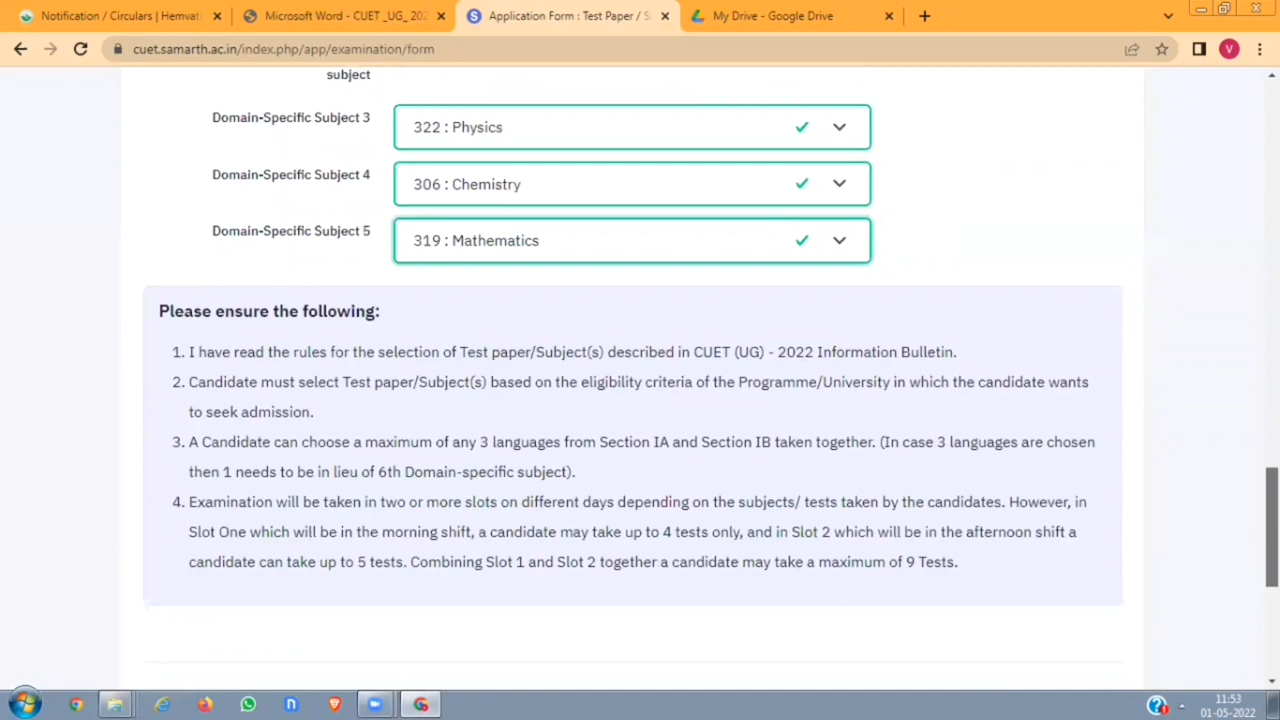 Notification / Circulars | Hemvat
Microsoft Word - CUET _UG_ 202
Application Form : Test Paper / S
My Drive - Google Drive
cuet.samarth.ac.in/index.php/app/examination/form
V
subject
Domain-Specific Subject 3
322 : Physics
Domain-Specific Subject 4
306 : Chemistry
Domain-Specific Subject 5
319 : Mathematics
Please ensure the following:
1. I have read the rules for the selection of Test paper/Subject(s) described in CUET (UG) - 2022 Information Bulletin.
2. Candidate must select Test paper/Subject(s) based on the eligibility criteria of the Programme/University in which the candidate wants
to seek admission.
3. A Candidate can choose a maximum of any 3 languages from Section IA and Section IB taken together. (In case 3 languages are chosen
then 1 needs to be in lieu of 6th Domain-specific subject).
4. Examination will be taken in two or more slots on different days depending on the subjects/ tests taken by the candidates. However, in
Slot One which will be in the morning shift, a candidate may take up to 4 tests only, and in Slot 2 which will be in the afternoon shift a
candidate can take up to 5 tests. Combining Slot 1 and Slot 2 together a candidate may take a maximum of 9 Tests.
11:53
01-05-2022